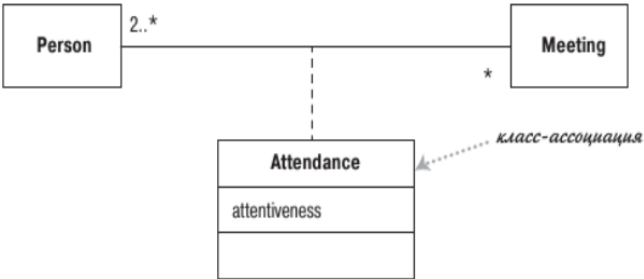 2..*
Person
Meeting
*
класс-ассоциация
Attendance
attentiveness